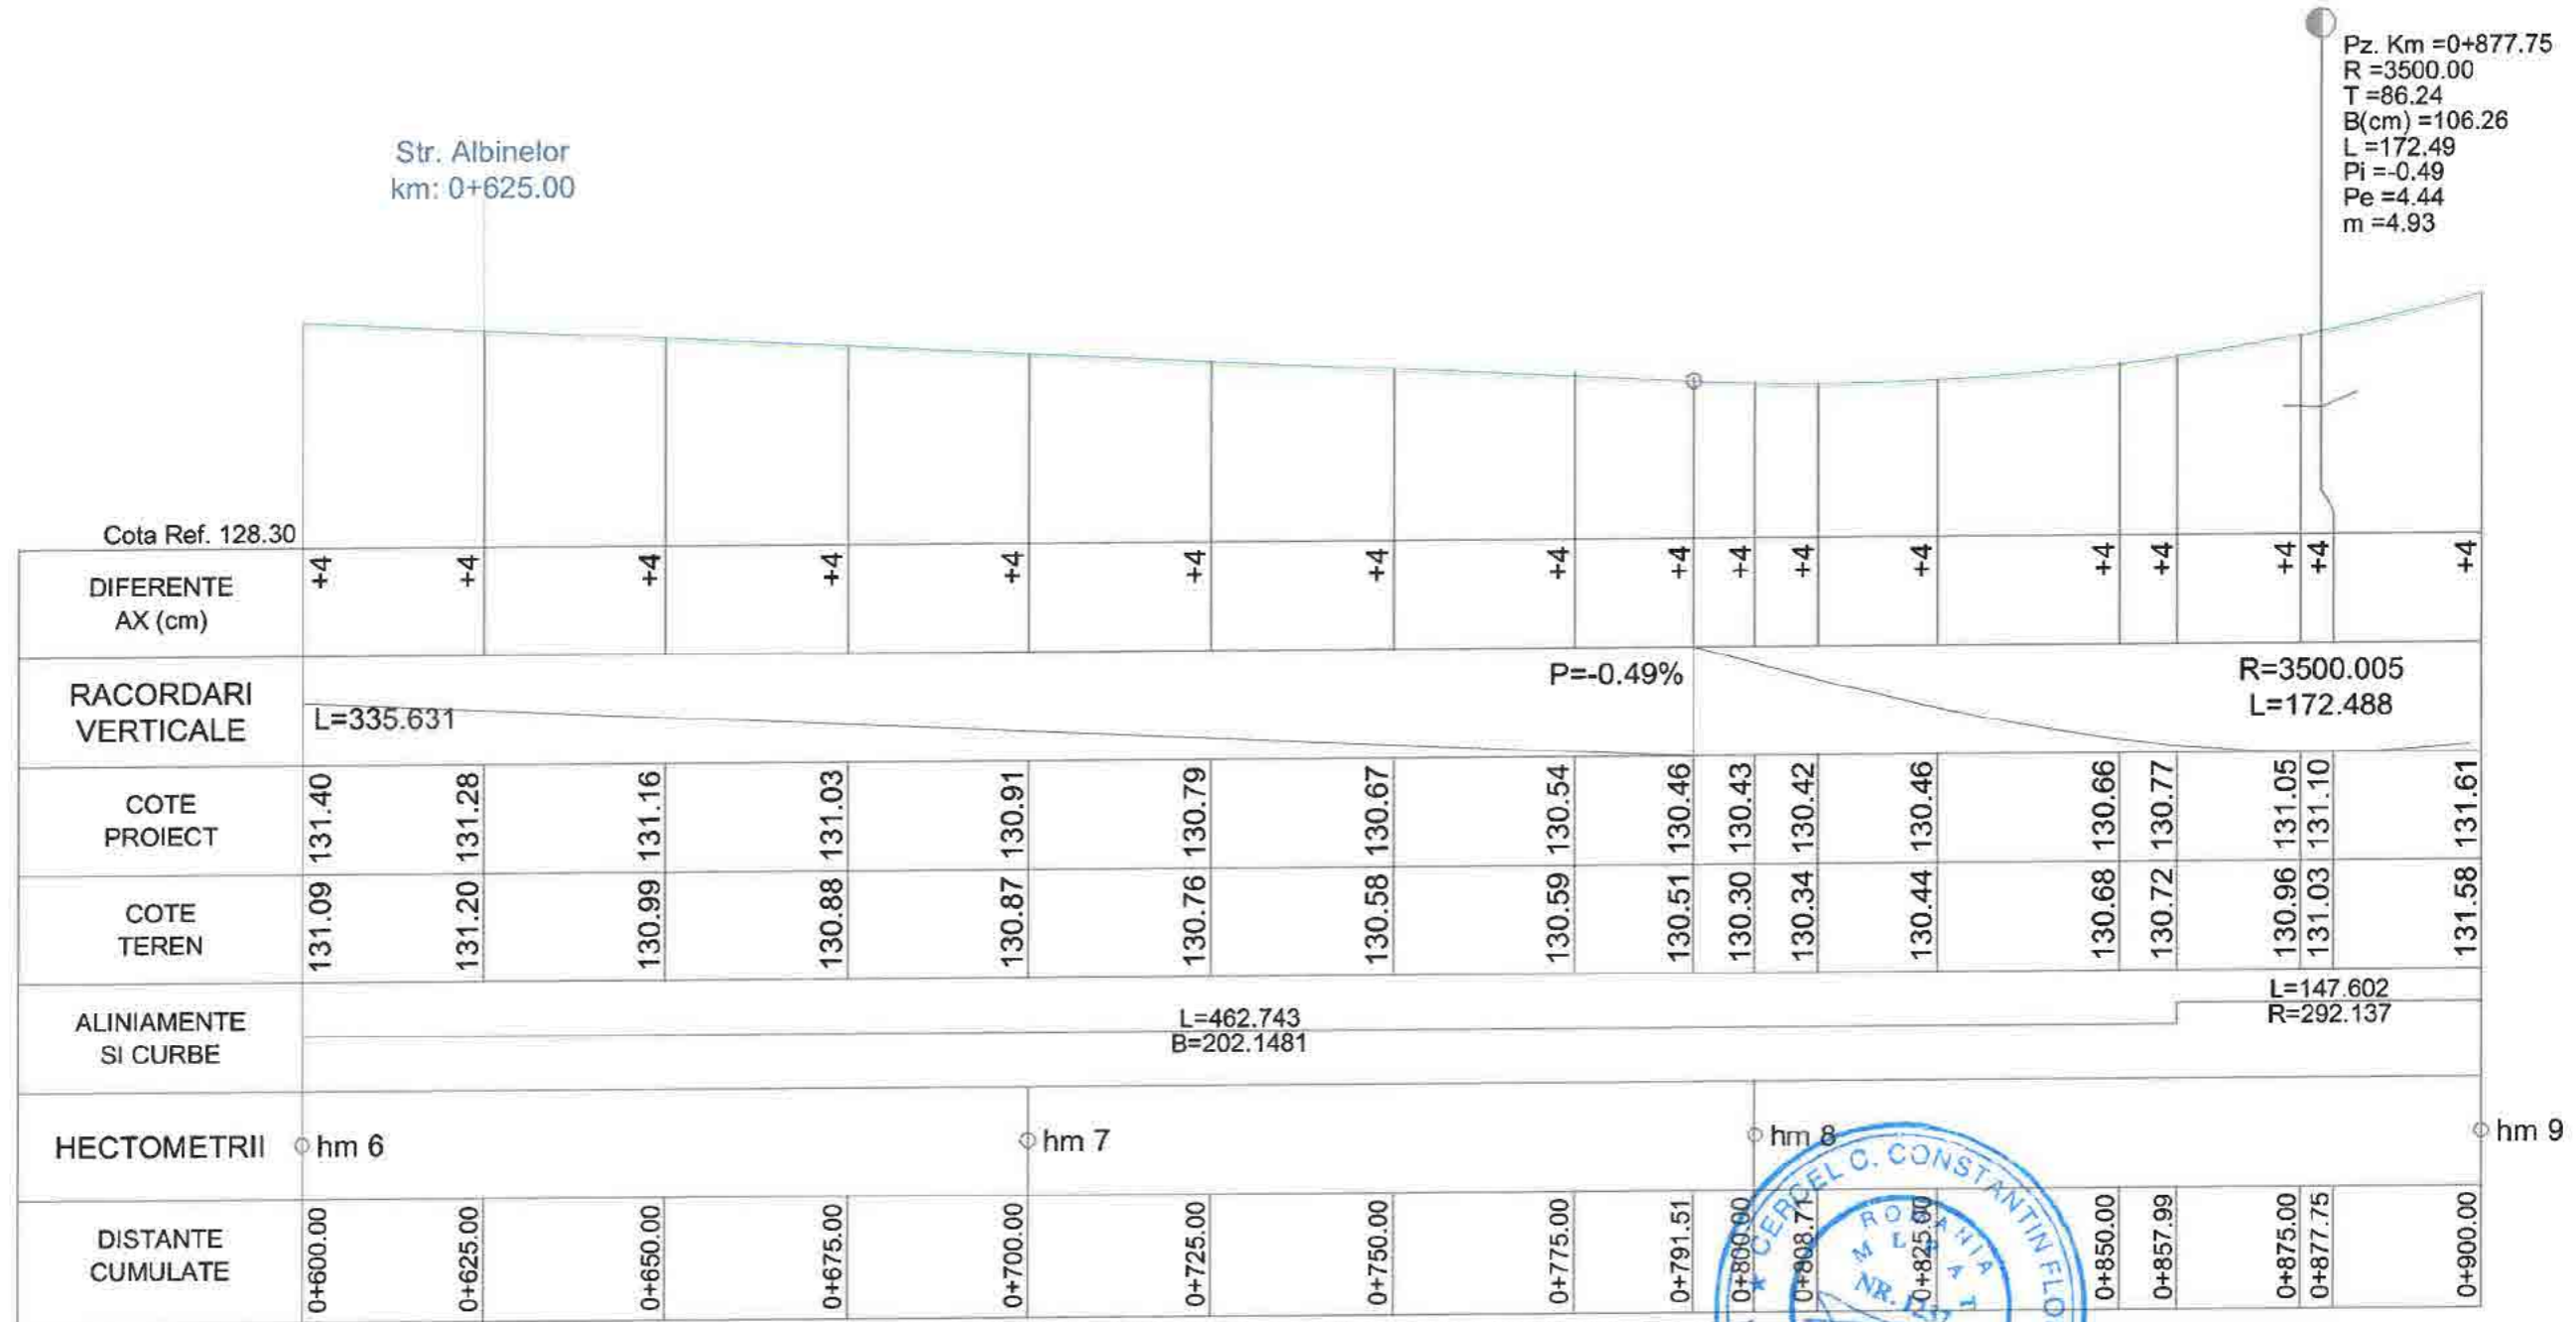 Pz. Km =0+877.75
R =3500.00
T =86.24
B(cm) =106.26
L =172.49
Pi =-0.49
Pe =4.44
m =4.93
Str. Albinelor
km: 0+625.00
Cota Ref. 128.30
DIFERENTE
AX (cm)
+4 +4 +4 +4 +4 +4 +4 +4 +4 +4 +4 +4 +4 +4 +4 +4 +4
RACORDARI
VERTICALE
L=335.631
P=-0.49%
R=3500.005
L=172.488
COTE
PROIECT
131.40 131.28 131.16 131.03 130.91 130.79 130.67 130.54 130.46 130.43 130.42 130.46 130.66 130.77 131.05 131.10 131.61
COTE
TEREN
131.09 131.20 130.99 130.88 130.87 130.76 130.58 130.59 130.51 130.30 130.34 130.44 130.68 130.72 130.96 131.03 131.58
ALINIAMENTE
SI CURBE
L=462.743
B=202.1481
L=147.602
R=292.137
HECTOMETRII
hm 6 hm 7 hm 8 hm 9
DISTANTE
CUMULATE
0+600.00 0+625.00 0+650.00 0+675.00 0+700.00 0+725.00 0+750.00 0+775.00 0+791.51 0+800.00 0+808.71 0+825.00 0+850.00 0+857.99 0+875.00 0+877.75 0+900.00
★ CERCEL C. CONSTANTIN FLO
ROMANIA
M L P A T
NR. 1237